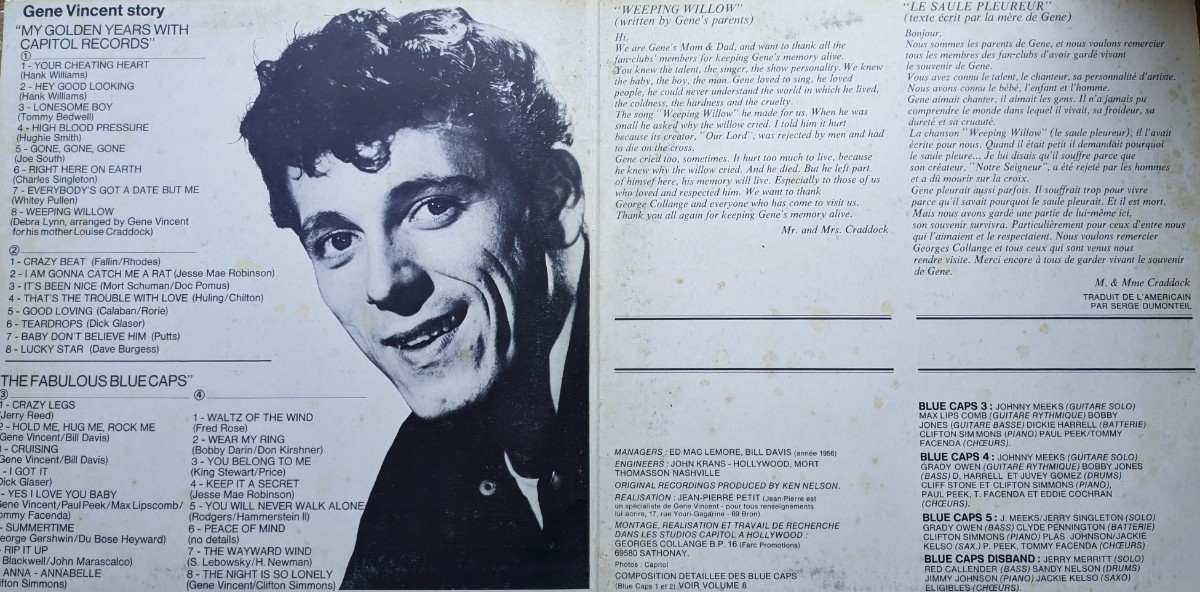 Gene Vincent story
"MY GOLDEN YEARS WITH
CAPITOL RECORDS"
①
1 - YOUR CHEATING HEART
(Hank Williams)
2 - HEY GOOD LOOKING
(Hank Williams)
3 - LONESOME BOY
(Tommy Bedwell)
4 - HIGH BLOOD PRESSURE
(Hughie Smith)
5 - GONE, GONE, GONE
(Joe South)
6 - RIGHT HERE ON EARTH
(Charles Singleton)
7 - EVERYBODY'S GOT A DATE BUT ME
(Whitey Pullen)
8 - WEEPING WILLOW
(Debra Lynn, arranged by Gene Vincent
for his mother Louise Craddock)
②
1 - CRAZY BEAT (Fallin/Rhodes)
2 - I AM GONNA CATCH ME A RAT (Jesse Mae Robinson)
3 - IT'S BEEN NICE (Mort Schuman/Doc Pomus)
4 - THAT'S THE TROUBLE WITH LOVE (Huling/Chilton)
5 - GOOD LOVING (Calaban/Rorie)
6 - TEARDROPS (Dick Glaser)
7 - BABY DON'T BELIEVE HIM (Putts)
8 - LUCKY STAR (Dave Burgess)
THE FABULOUS BLUE CAPS"
③
1 - CRAZY LEGS
(Jerry Reed)
2 - HOLD ME, HUG ME, ROCK ME
Gene Vincent/Bill Davis)
- CRUISING
Gene Vincent/Bill Davis)
- I GOT IT
Dick Glaser)
- YES I LOVE YOU BABY
Gene Vincent/Paul Peek/Max Lipscomb/
ommy Facenda)
- SUMMERTIME
eorge Gershwin/Du Bose Heyward)
- RIP IT UP
Blackwell/John Marascalco)
ANNA - ANNABELLE
lifton Simmons)
④
1 - WALTZ OF THE WIND
(Fred Rose)
2 - WEAR MY RING
(Bobby Darin/Don Kirshner)
3 - YOU BELONG TO ME
(King Stewart/Price)
4 - KEEP IT A SECRET
(Jesse Mae Robinson)
5 - YOU WILL NEVER WALK ALONE
(Rodgers/Hammerstein II)
6 - PEACE OF MIND
(no details)
7 - THE WAYWARD WIND
(S. Lebowsky/H. Newman)
8 - THE NIGHT IS SO LONELY
(Gene Vincent/Clifton Simmons)
"WEEPING WILLOW"
(written by Gene's parents)
Hi,
We are Gene's Mom & Dad, and want to thank all the
fan-clubs' members for keeping Gene's memory alive.
You knew the talent, the singer, the show personality. We knew
the baby, the boy, the man. Gene loved to sing, he loved
people, he could never understand the world in which he lived,
the coldness, the hardness and the cruelty.
The song "Weeping Willow" he made for us. When he was
small he asked why the willow cried. I told him it hurt
because its creator, "Our Lord", was rejected by men and had
to die on the cross.
Gene cried too, sometimes. It hurt too much to live, because
he knew why the willow cried. And he died. But he left part
of himsef here, his memory will live. Especially to those of us
who loved and respected him. We want to thank
George Collange and everyone who has come to visit us.
Thank you all again for keeping Gene's memory alive.
Mr. and Mrs. Craddock
MANAGERS : ED MAC LEMORE, BILL DAVIS (année 1956)
ENGINEERS : JOHN KRANS - HOLLYWOOD, MORT
THOMASSON NASHVILLE
ORIGINAL RECORDINGS PRODUCED BY KEN NELSON.
REALISATION : JEAN-PIERRE PETIT (Jean-Pierre est
un spécialiste de Gene Vincent - pour tous renseignements
lui écrire, 17, rue Youri-Gagarine - 69 Bron)
MONTAGE, REALISATION ET TRAVAIL DE RECHERCHE
DANS LES STUDIOS CAPITOL A HOLLYWOOD :
GEORGES COLLANGE B.P. 16 (Farc Promotions)
69580 SATHONAY.
Photos : Capitol
COMPOSITION DETAILLEE DES BLUE CAPS
(Blue Caps 1 et 2) VOIR VOLUME 8
"LE SAULE PLEUREUR"
(texte écrit par la mère de Gene)
Bonjour,
Nous sommes les parents de Gene, et nous voulons remercier
tous les membres des fan-clubs d'avoir gardé vivant
le souvenir de Gene.
Vous avez connu le talent, le chanteur, sa personnalité d'artiste.
Nous avons connu le bébé, l'enfant et l'homme.
Gene aimait chanter, il aimait les gens. Il n'a jamais pu
comprendre le monde dans lequel il vivait, sa froideur, sa
dureté et sa cruauté.
La chanson "Weeping Willow" (le saule pleureur), il l'avait
écrite pour nous. Quand il était petit il demandait pourquoi
le saule pleure... Je lui disais qu'il souffre parce que
son créateur, "Notre Seigneur", a été rejeté par les hommes
et a dû mourir sur la croix.
Gene pleurait aussi parfois. Il souffrait trop pour vivre
parce qu'il savait pourquoi le saule pleurait. Et il est mort.
Mais nous avons gardé une partie de lui-même ici,
son souvenir survivra. Particulièrement pour ceux d'entre nous
qui l'aimaient et le respectaient. Nous voulons remercier
Georges Collange et tous ceux qui sont venus nous
rendre visite. Merci encore à tous de garder vivant le souvenir
de Gene.
M. & Mme Craddock
TRADUIT DE L'AMERICAIN
PAR SERGE DUMONTEIL
BLUE CAPS 3 : JOHNNY MEEKS (GUITARE SOLO)
MAX LIPS COMB (GUITARE RYTHMIQUE) BOBBY
JONES (GUITARE BASSE) DICKIE HARRELL (BATTERIE)
CLIFTON SIMMONS (PIANO) PAUL PEEK/TOMMY
FACENDA (CHŒURS).
BLUE CAPS 4 : JOHNNY MEEKS (GUITARE SOLO)
GRADY OWEN (GUITARE RYTHMIQUE) BOBBY JONES
(BASS) D. HARRELL ET JUVEY GOMEZ (DRUMS)
CLIFF STONE ET CLIFTON SIMMONS (PIANO),
PAUL PEEK, T. FACENDA ET EDDIE COCHRAN
(CHŒURS).
BLUE CAPS 5 : J. MEEKS/JERRY SINGLETON (SOLO)
GRADY OWEN (BASS) CLYDE PENNINGTON (BATTERIE)
CLIFTON SIMMONS (PIANO) PLAS JOHNSON/JACKIE
KELSO (SAX.) P. PEEK, TOMMY FACENDA (CHŒURS)
BLUE CAPS DISBAND : JERRY MERRITT (SOLO)
RED CALLENDER (BASS) SANDY NELSON (DRUMS)
JIMMY JOHNSON (PIANO) JACKIE KELSO (SAXO)
ELIGIBLES (CHŒURS).